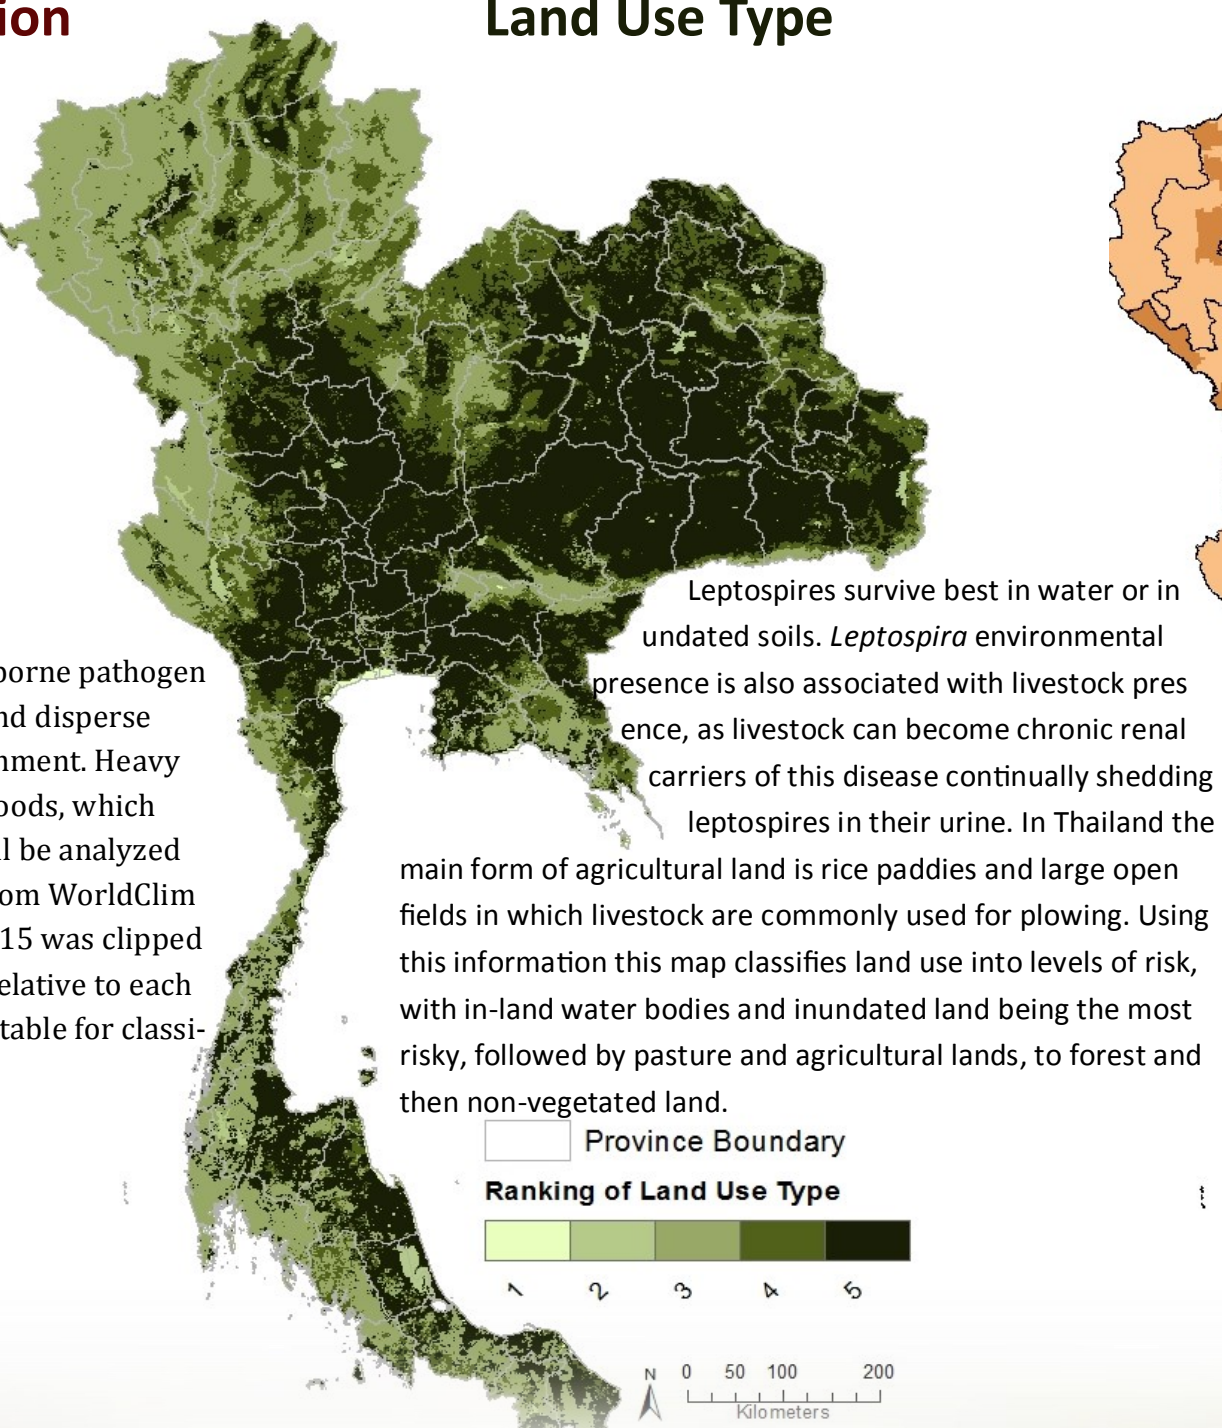 ion
Land Use Type
orne pathogen
nd disperse
nment. Heavy
oods, which
l be analyzed
om WorldClim
15 was clipped
elative to each
table for classi-
Leptospires survive best in water or in
undated soils. Leptospira environmental
presence is also associated with livestock pres
ence, as livestock can become chronic renal
carriers of this disease continually shedding
leptospires in their urine. In Thailand the
main form of agricultural land is rice paddies and large open
fields in which livestock are commonly used for plowing. Using
this information this map classifies land use into levels of risk,
with in-land water bodies and inundated land being the most
risky, followed by pasture and agricultural lands, to forest and
then non-vegetated land.
Province Boundary
Ranking of Land Use Type
1 2 3 4 5
N 0 50 100 200
Kilometers